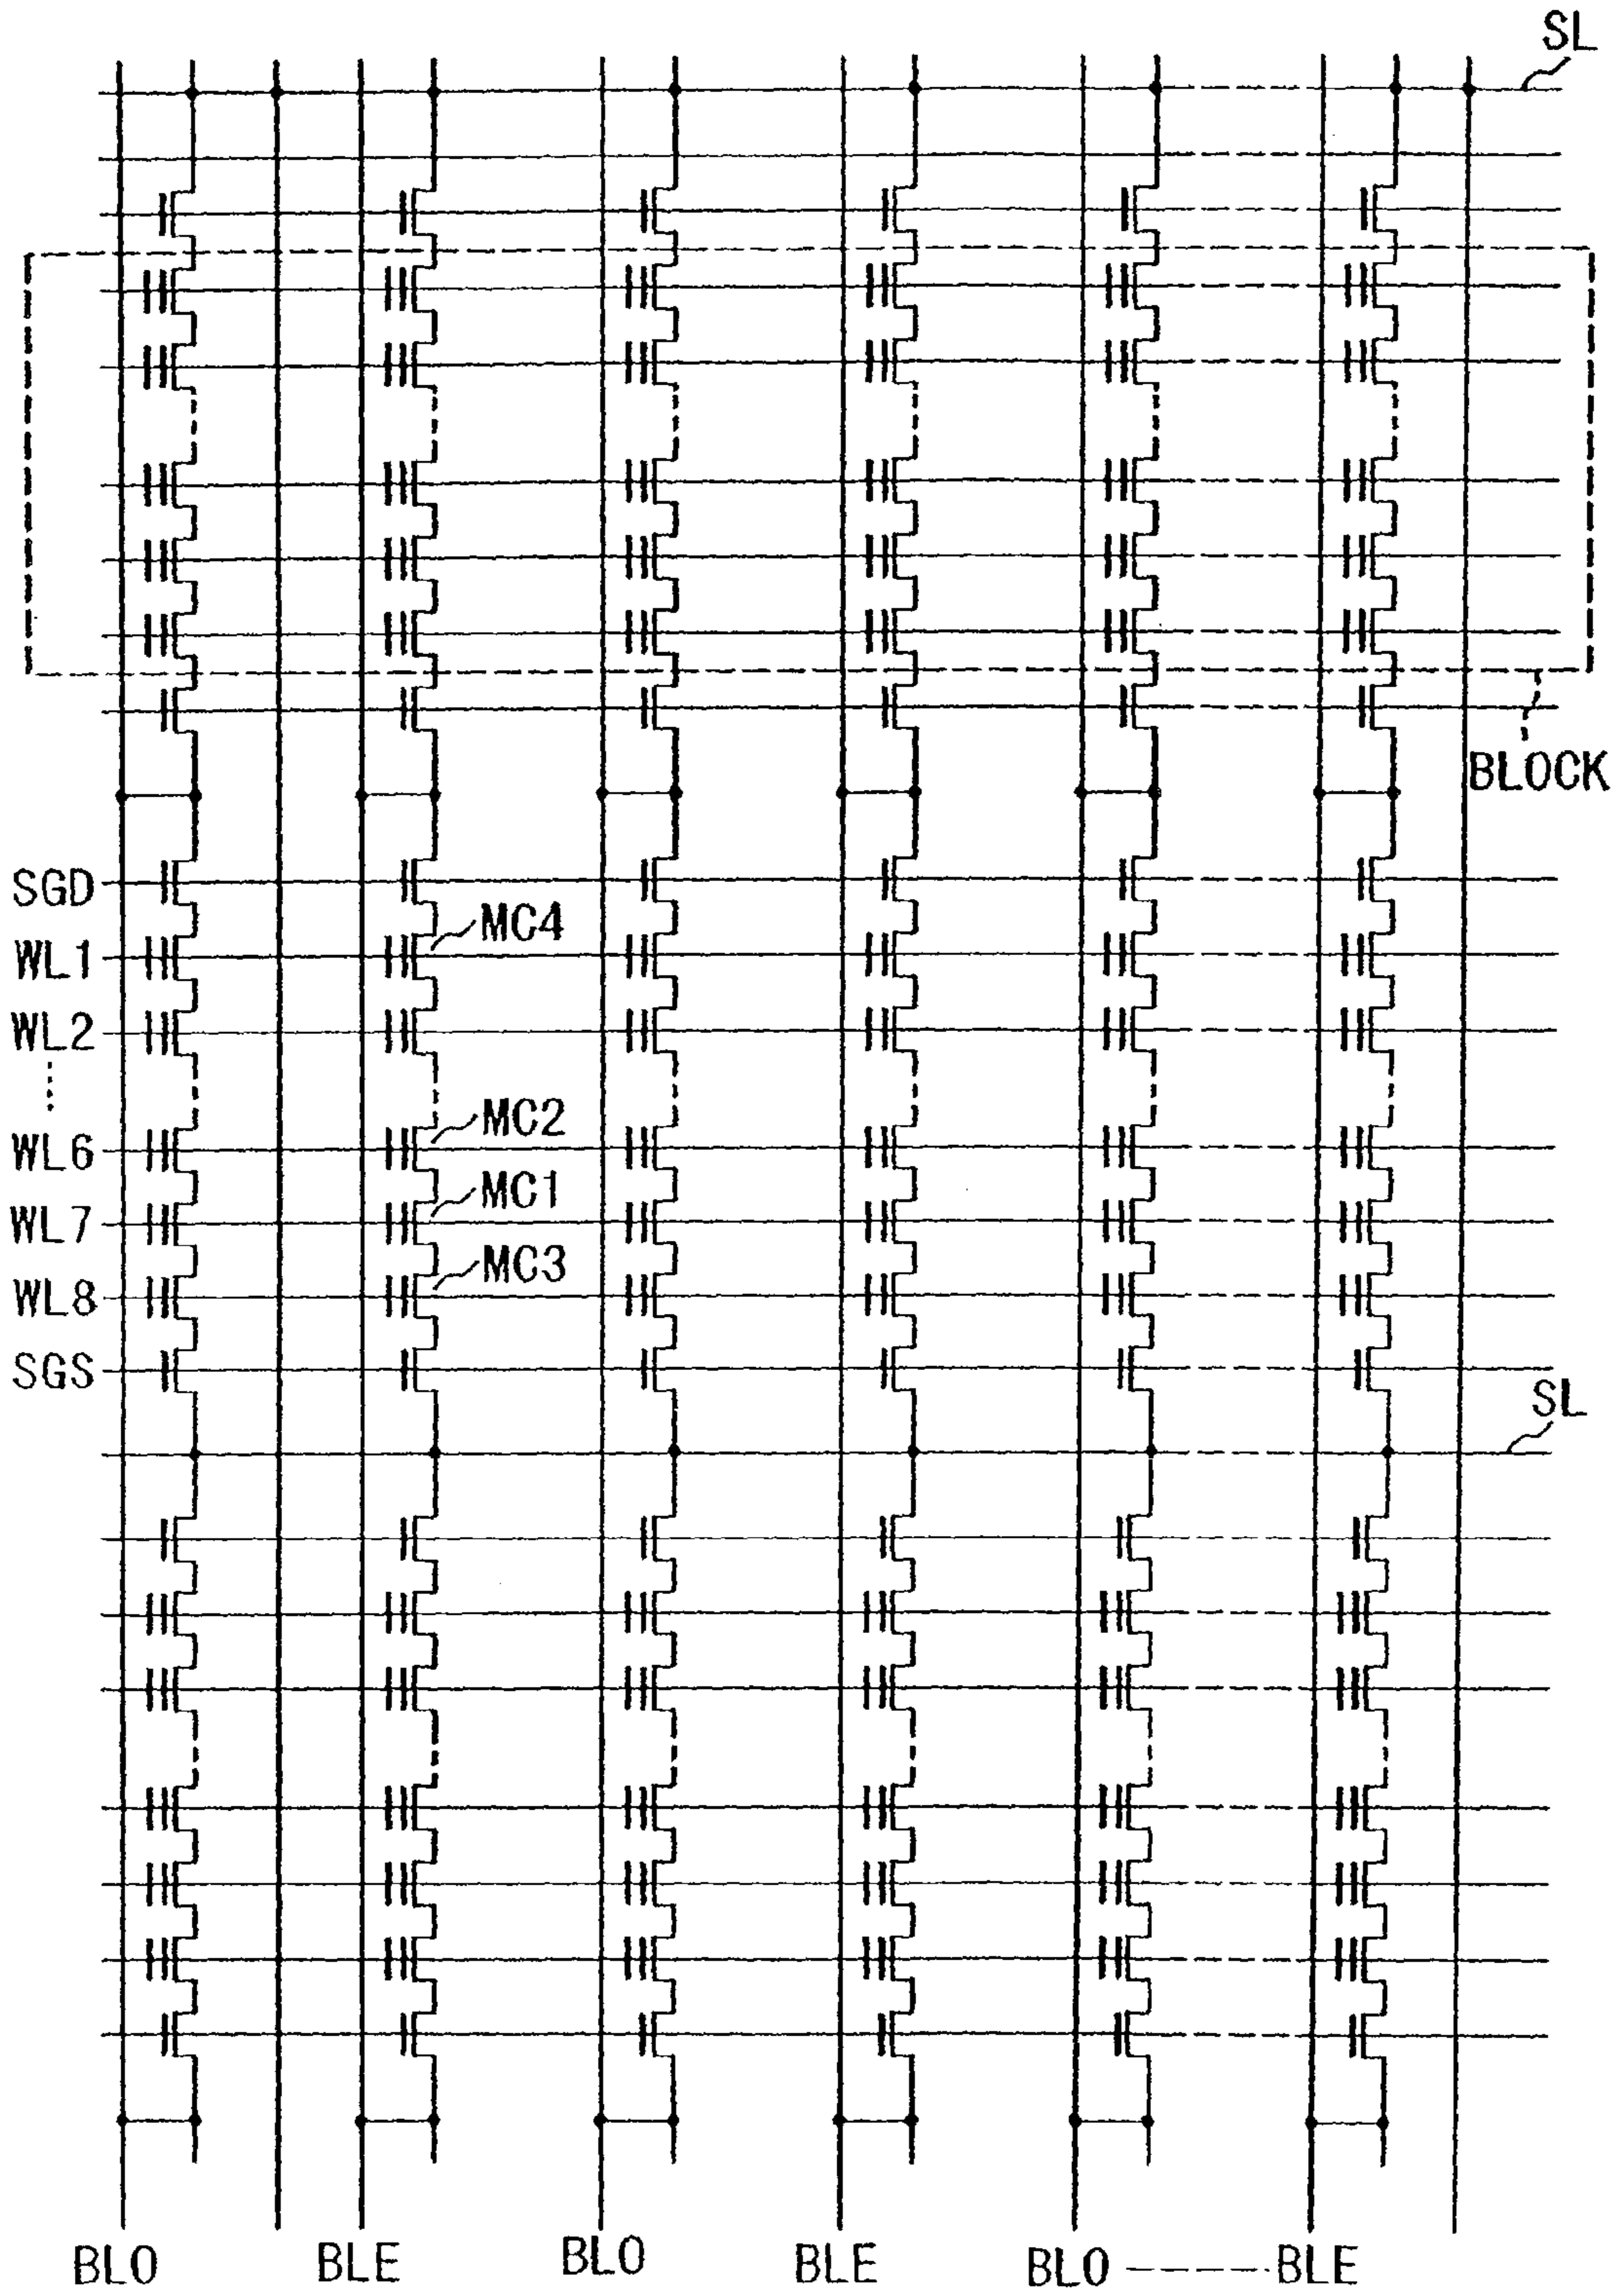 SL
BLOCK
SGD
MC4
WL1
WL2
MC2
WL6
MC1
WL7
MC3
WL8
SGS
SL
BLO BLE BLO BLE BLO BLE